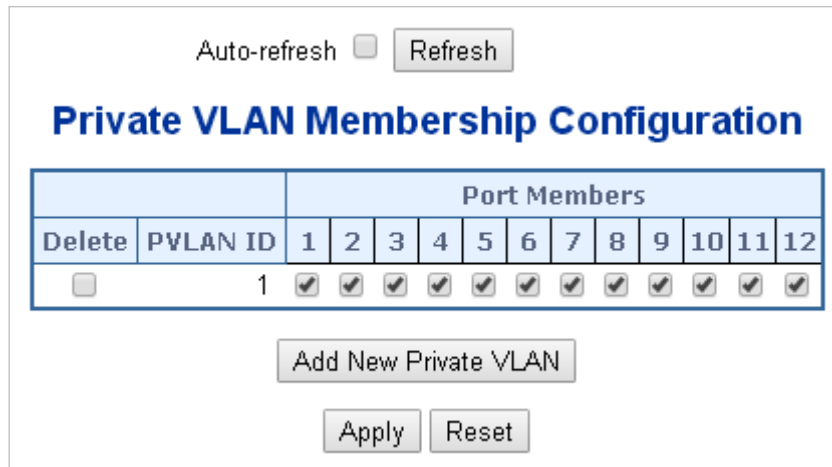 Auto-refresh Refresh
Private VLAN Membership Configuration
Port Members
Delete PVLAN ID 1 2 3 4 5 6 7 8 9 10 11 12
1
Add New Private VLAN
Apply Reset